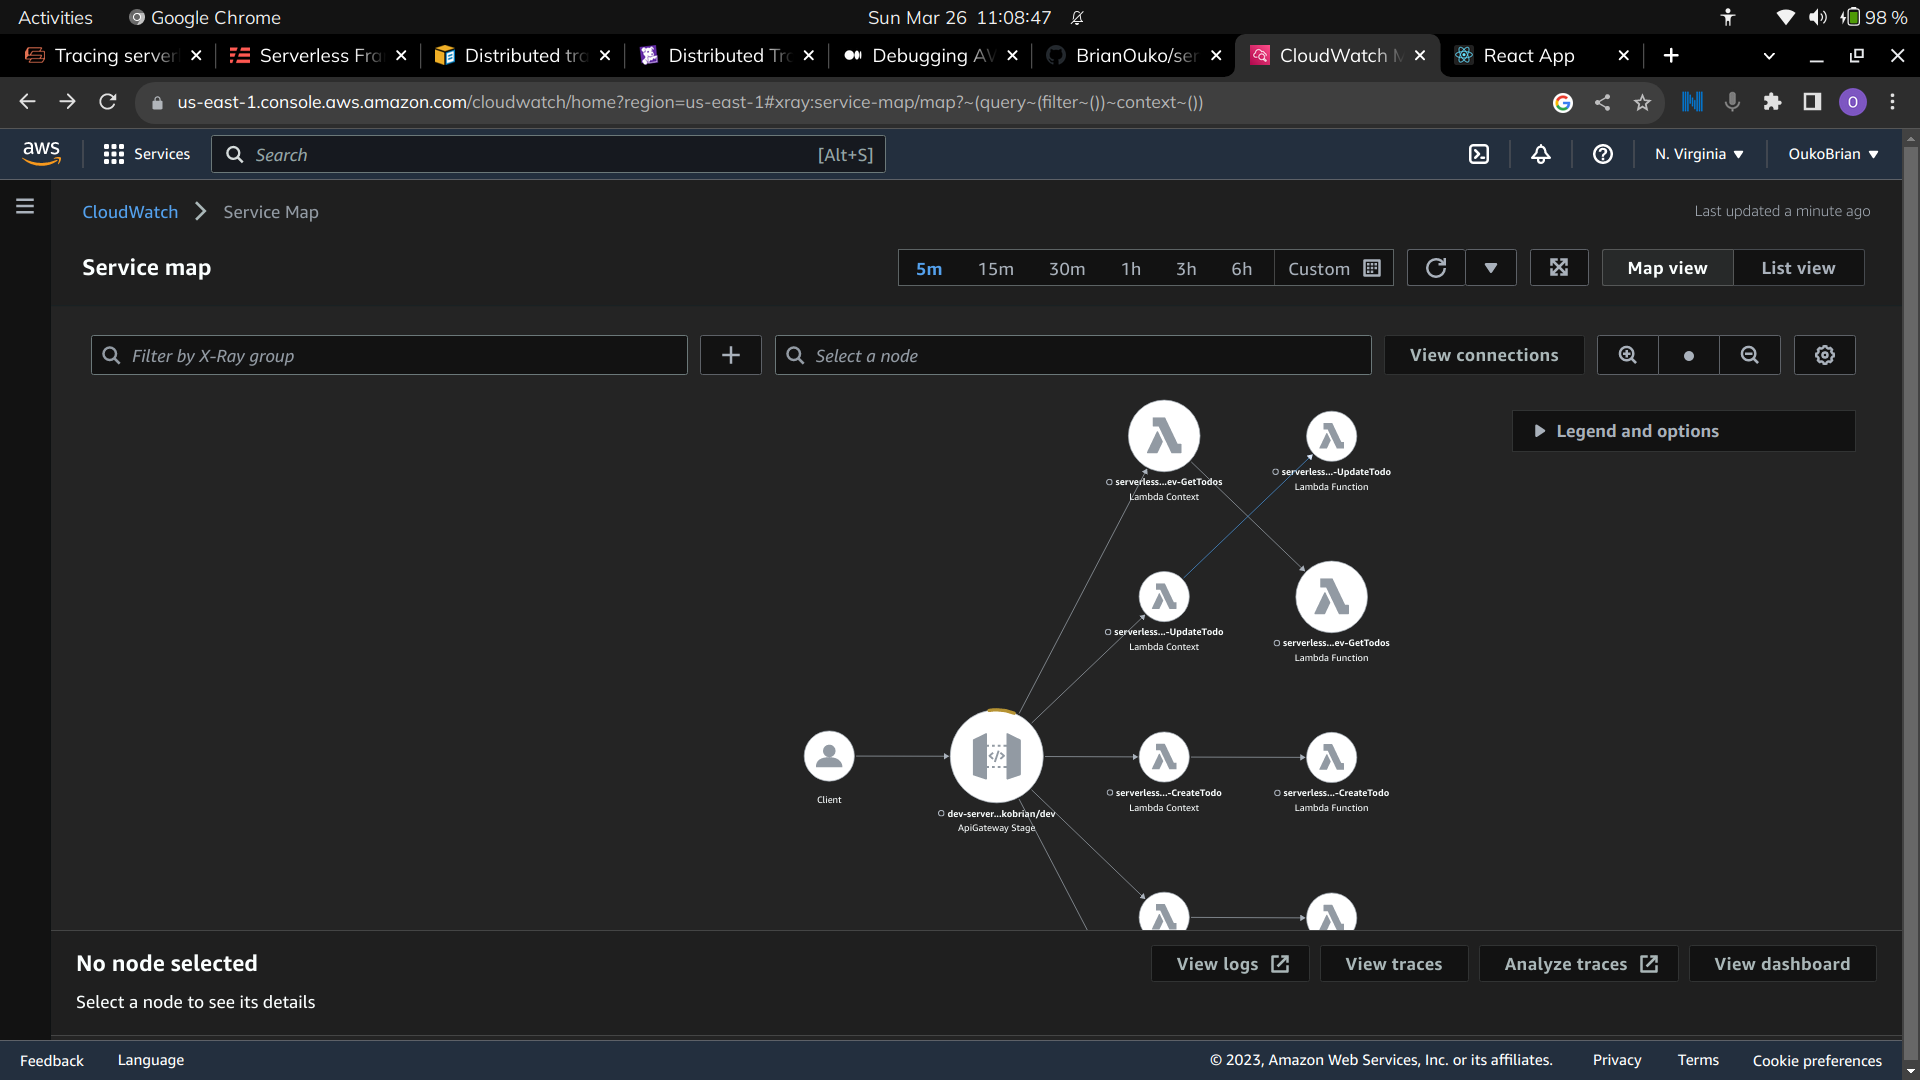 Activities
Google Chrome
Sun Mar 26 11:08:47
98 %
Tracing server
Serverless Fra
Distributed tra
Distributed Tra
Debugging AV
BrianOuko/ser
CloudWatch M
React App
us-east-1.console.aws.amazon.com/cloudwatch/home?region=us-east-1#xray:service-map/map?~(query~(filter~())~context~())
O
aws
Services
Search
[Alt+S]
N. Virginia
OukoBrian
CloudWatch
Service Map
Last updated a minute ago
Service map
5m
15m
30m
1h
3h
6h
Custom
Map view
List view
Filter by X-Ray group
Select a node
View connections
Legend and options
serverless...ev-GetTodos
Lambda Context
serverless...-UpdateTodo
Lambda Function
serverless...-UpdateTodo
Lambda Context
serverless...ev-GetTodos
Lambda Function
Client
dev-server...kobrian/dev
ApiGateway Stage
serverless...-CreateTodo
Lambda Context
serverless...-CreateTodo
Lambda Function
No node selected
Select a node to see its details
View logs
View traces
Analyze traces
View dashboard
Feedback
Language
© 2023, Amazon Web Services, Inc. or its affiliates.
Privacy
Terms
Cookie preferences